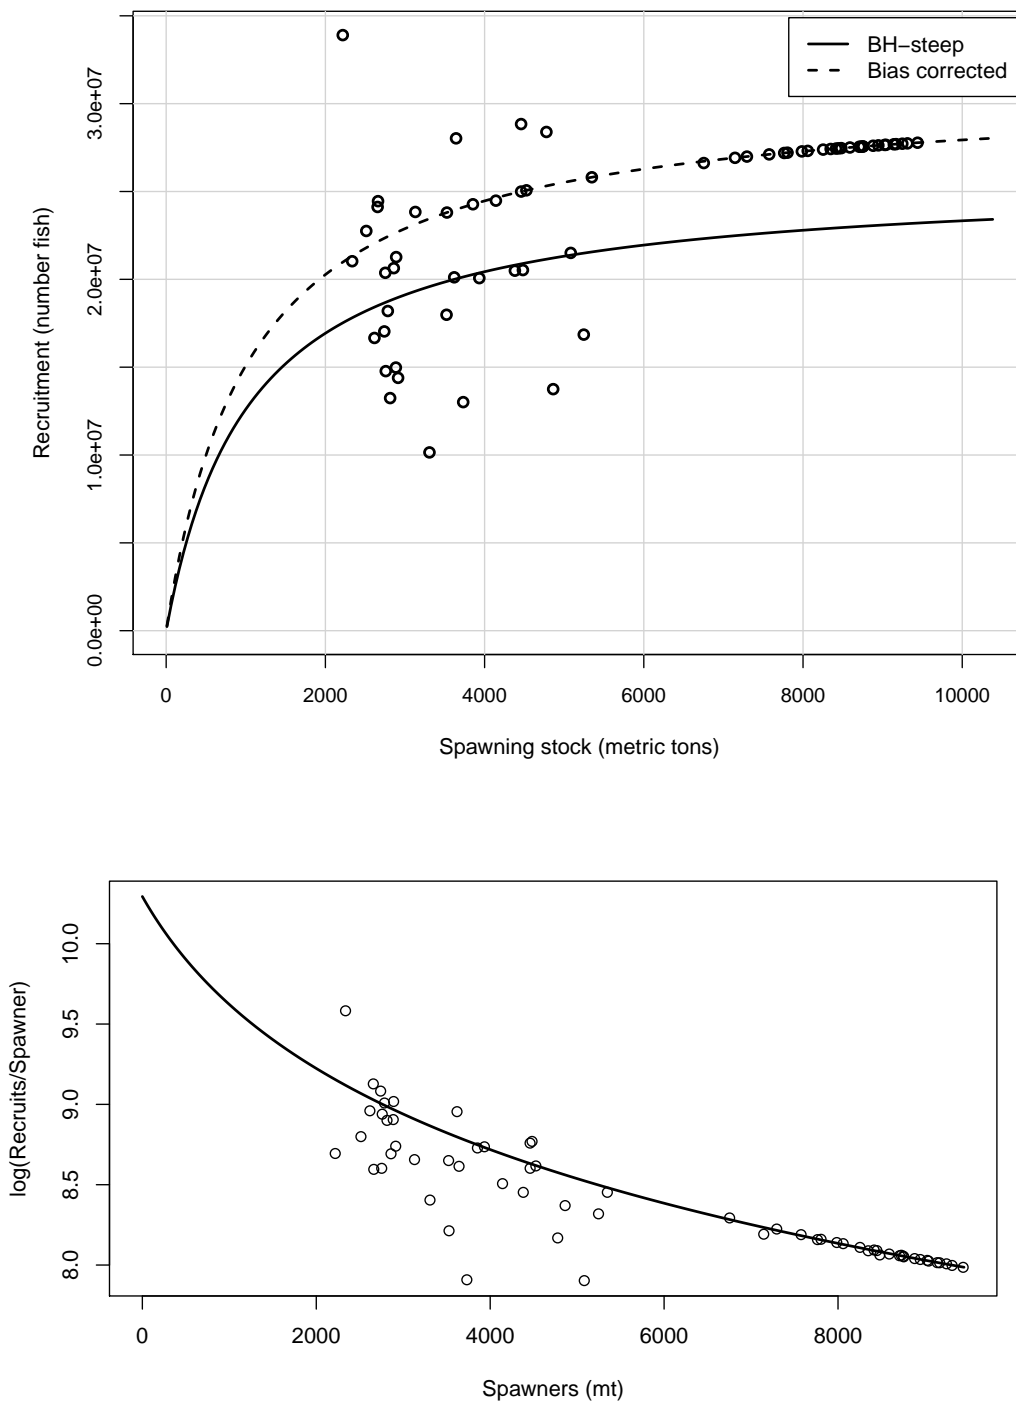 BH−steep
Bias corrected
Recruitment (number fish)
3.0e+07
2.0e+07
1.0e+07
0.0e+00
0 2000 4000 6000 8000 10000
Spawning stock (metric tons)
log(Recruits/Spawner)
10.0
9.5
9.0
8.5
8.0
0 2000 4000 6000 8000
Spawners (mt)